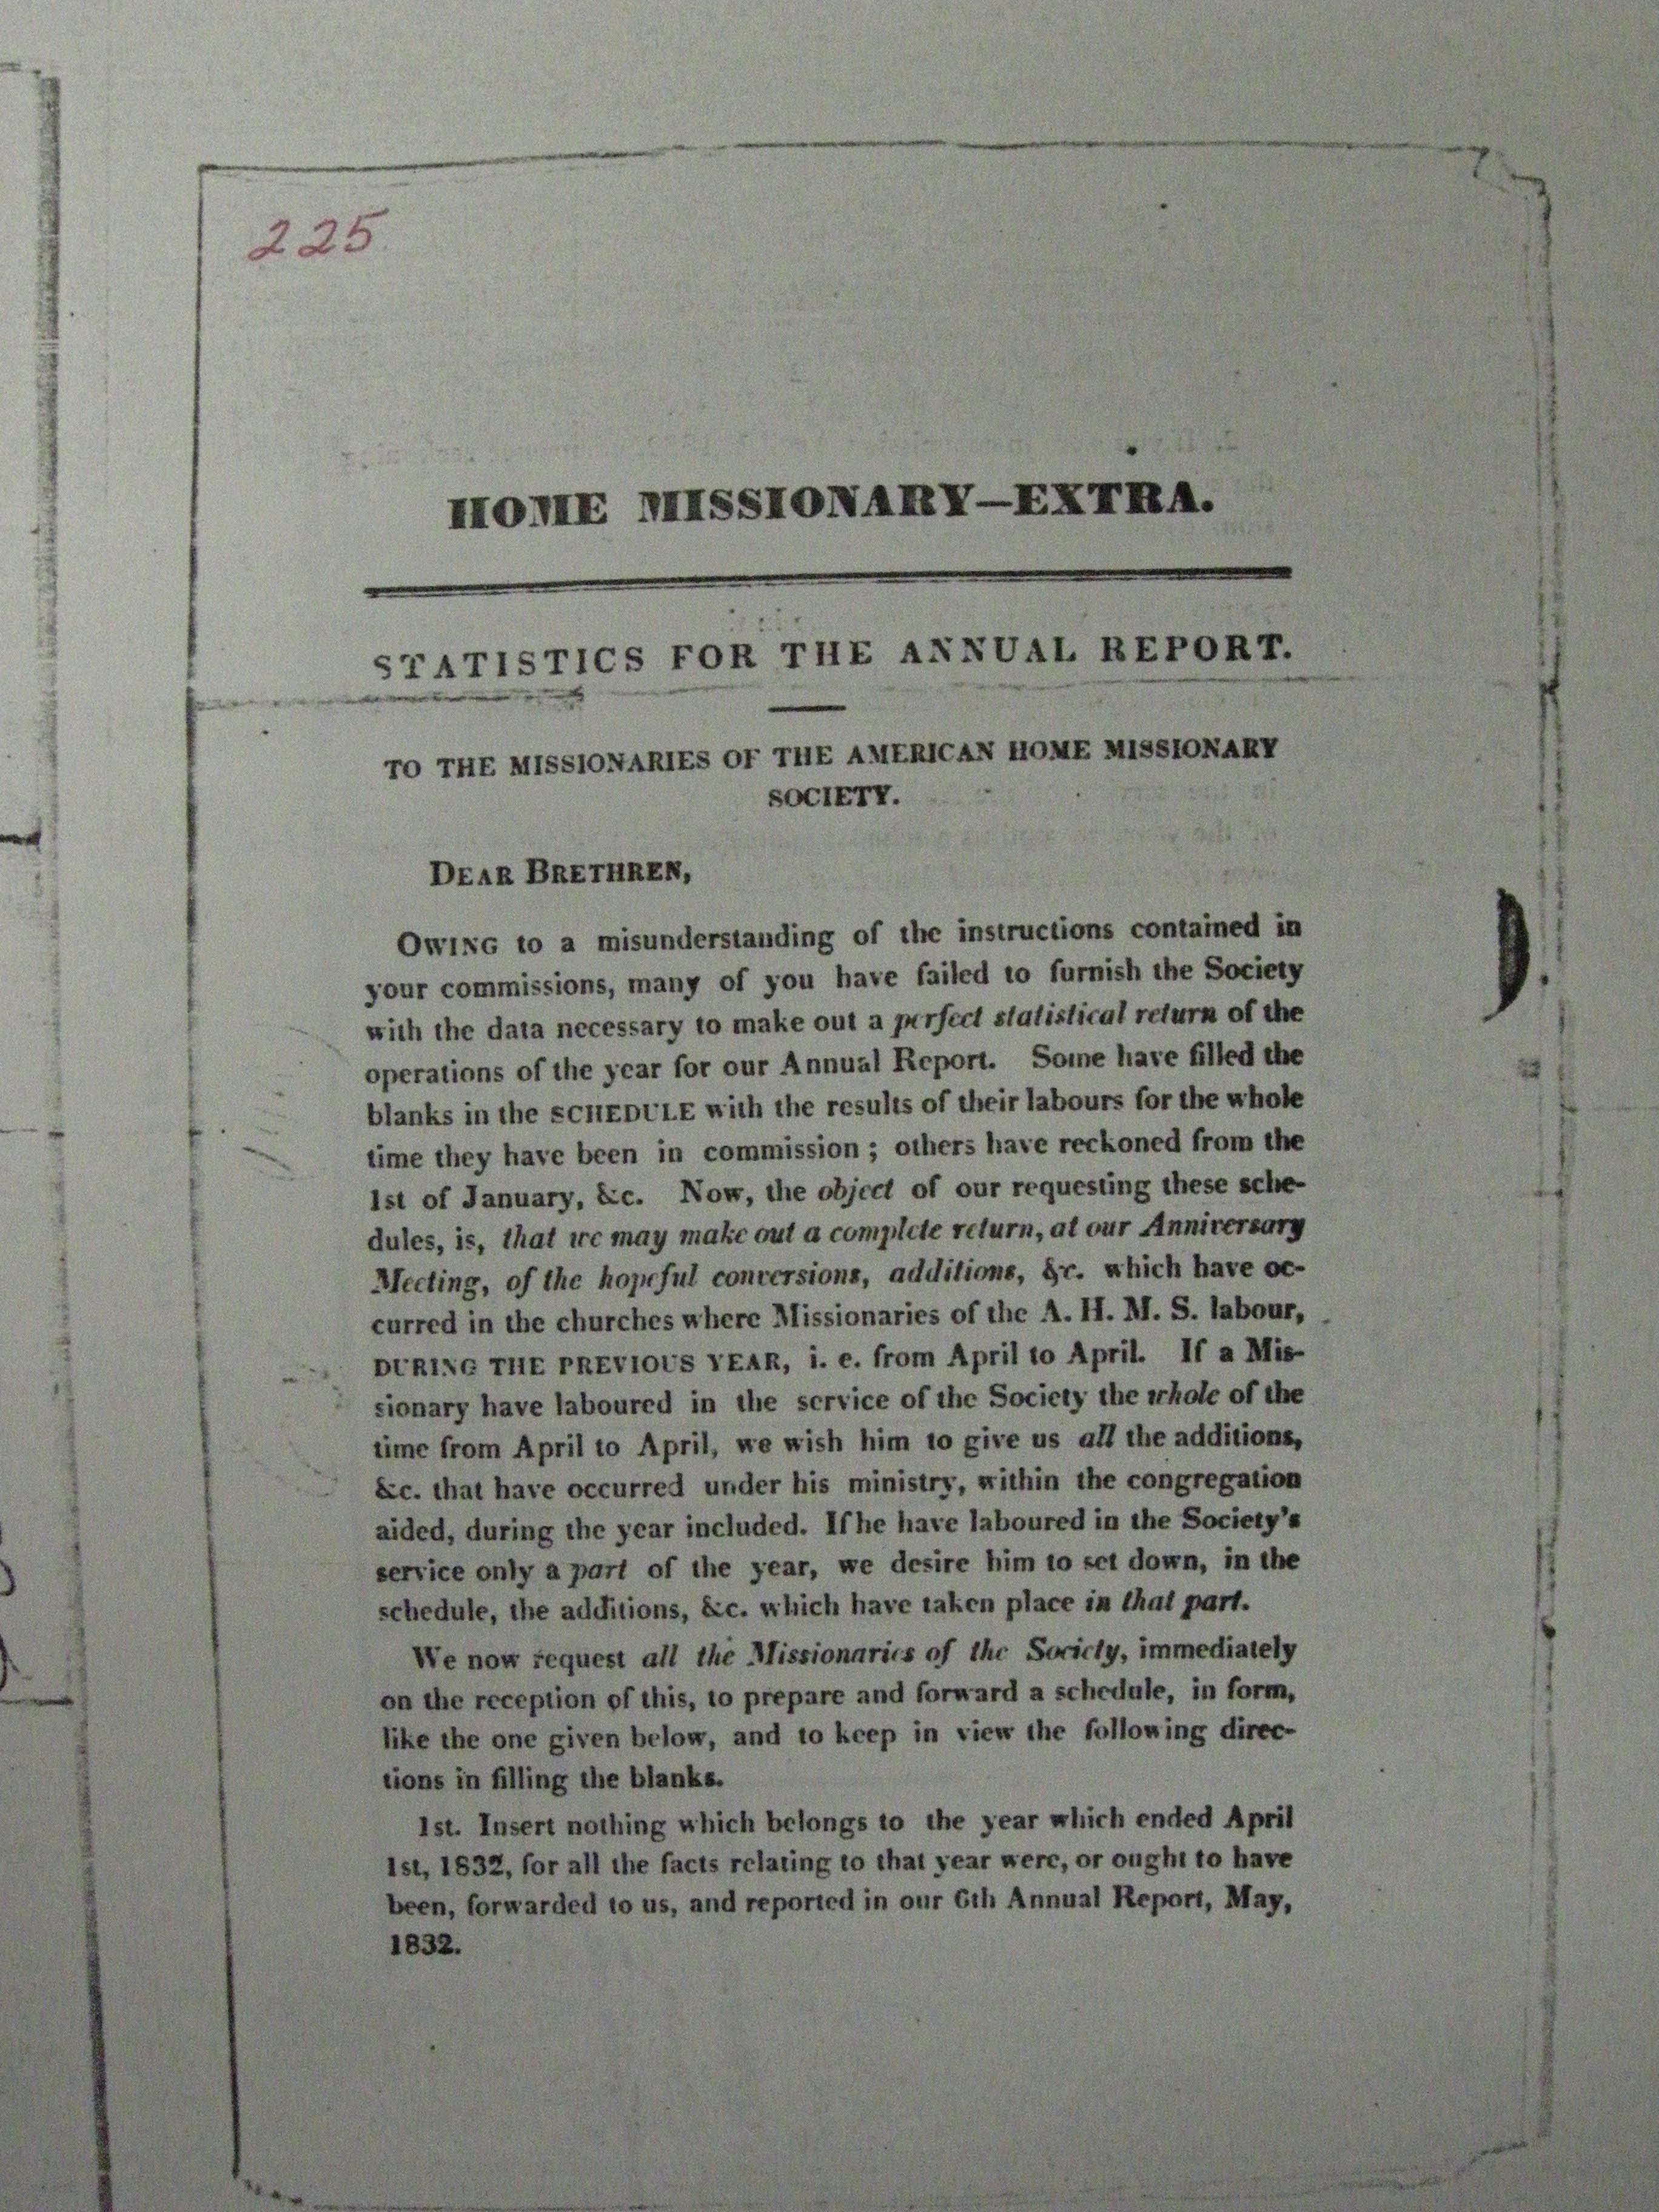 225
HOME MISSIONARY—EXTRA.
STATISTICS FOR THE ANNUAL REPORT.
TO THE MISSIONARIES OF THE AMERICAN HOME MISSIONARY
SOCIETY.
DEAR BRETHREN,
OWING to a misunderstanding of the instructions contained in
your commissions, many of you have failed to furnish the Society
with the data necessary to make out a perfect statistical return of the
operations of the year for our Annual Report. Some have filled the
blanks in the SCHEDULE with the results of their labours for the whole
time they have been in commission ; others have reckoned from the
1st of January, &c. Now, the object of our requesting these sche-
dules, is, that we may make out a complete return, at our Anniversary
Meeting, of the hopeful conversions, additions, &c. which have oc-
curred in the churches where Missionaries of the A. H. M. S. labour,
DURING THE PREVIOUS YEAR, i. e. from April to April. If a Mis-
sionary have laboured in the service of the Society the whole of the
time from April to April, we wish him to give us all the additions,
&c. that have occurred under his ministry, within the congregation
aided, during the year included. If he have laboured in the Society's
service only a part of the year, we desire him to set down, in the
schedule, the additions, &c. which have taken place in that part.
We now request all the Missionaries of the Society, immediately
on the reception of this, to prepare and forward a schedule, in form,
like the one given below, and to keep in view the following direc-
tions in filling the blanks.
1st. Insert nothing which belongs to the year which ended April
1st, 1832, for all the facts relating to that year were, or ought to have
been, forwarded to us, and reported in our 6th Annual Report, May,
1832.